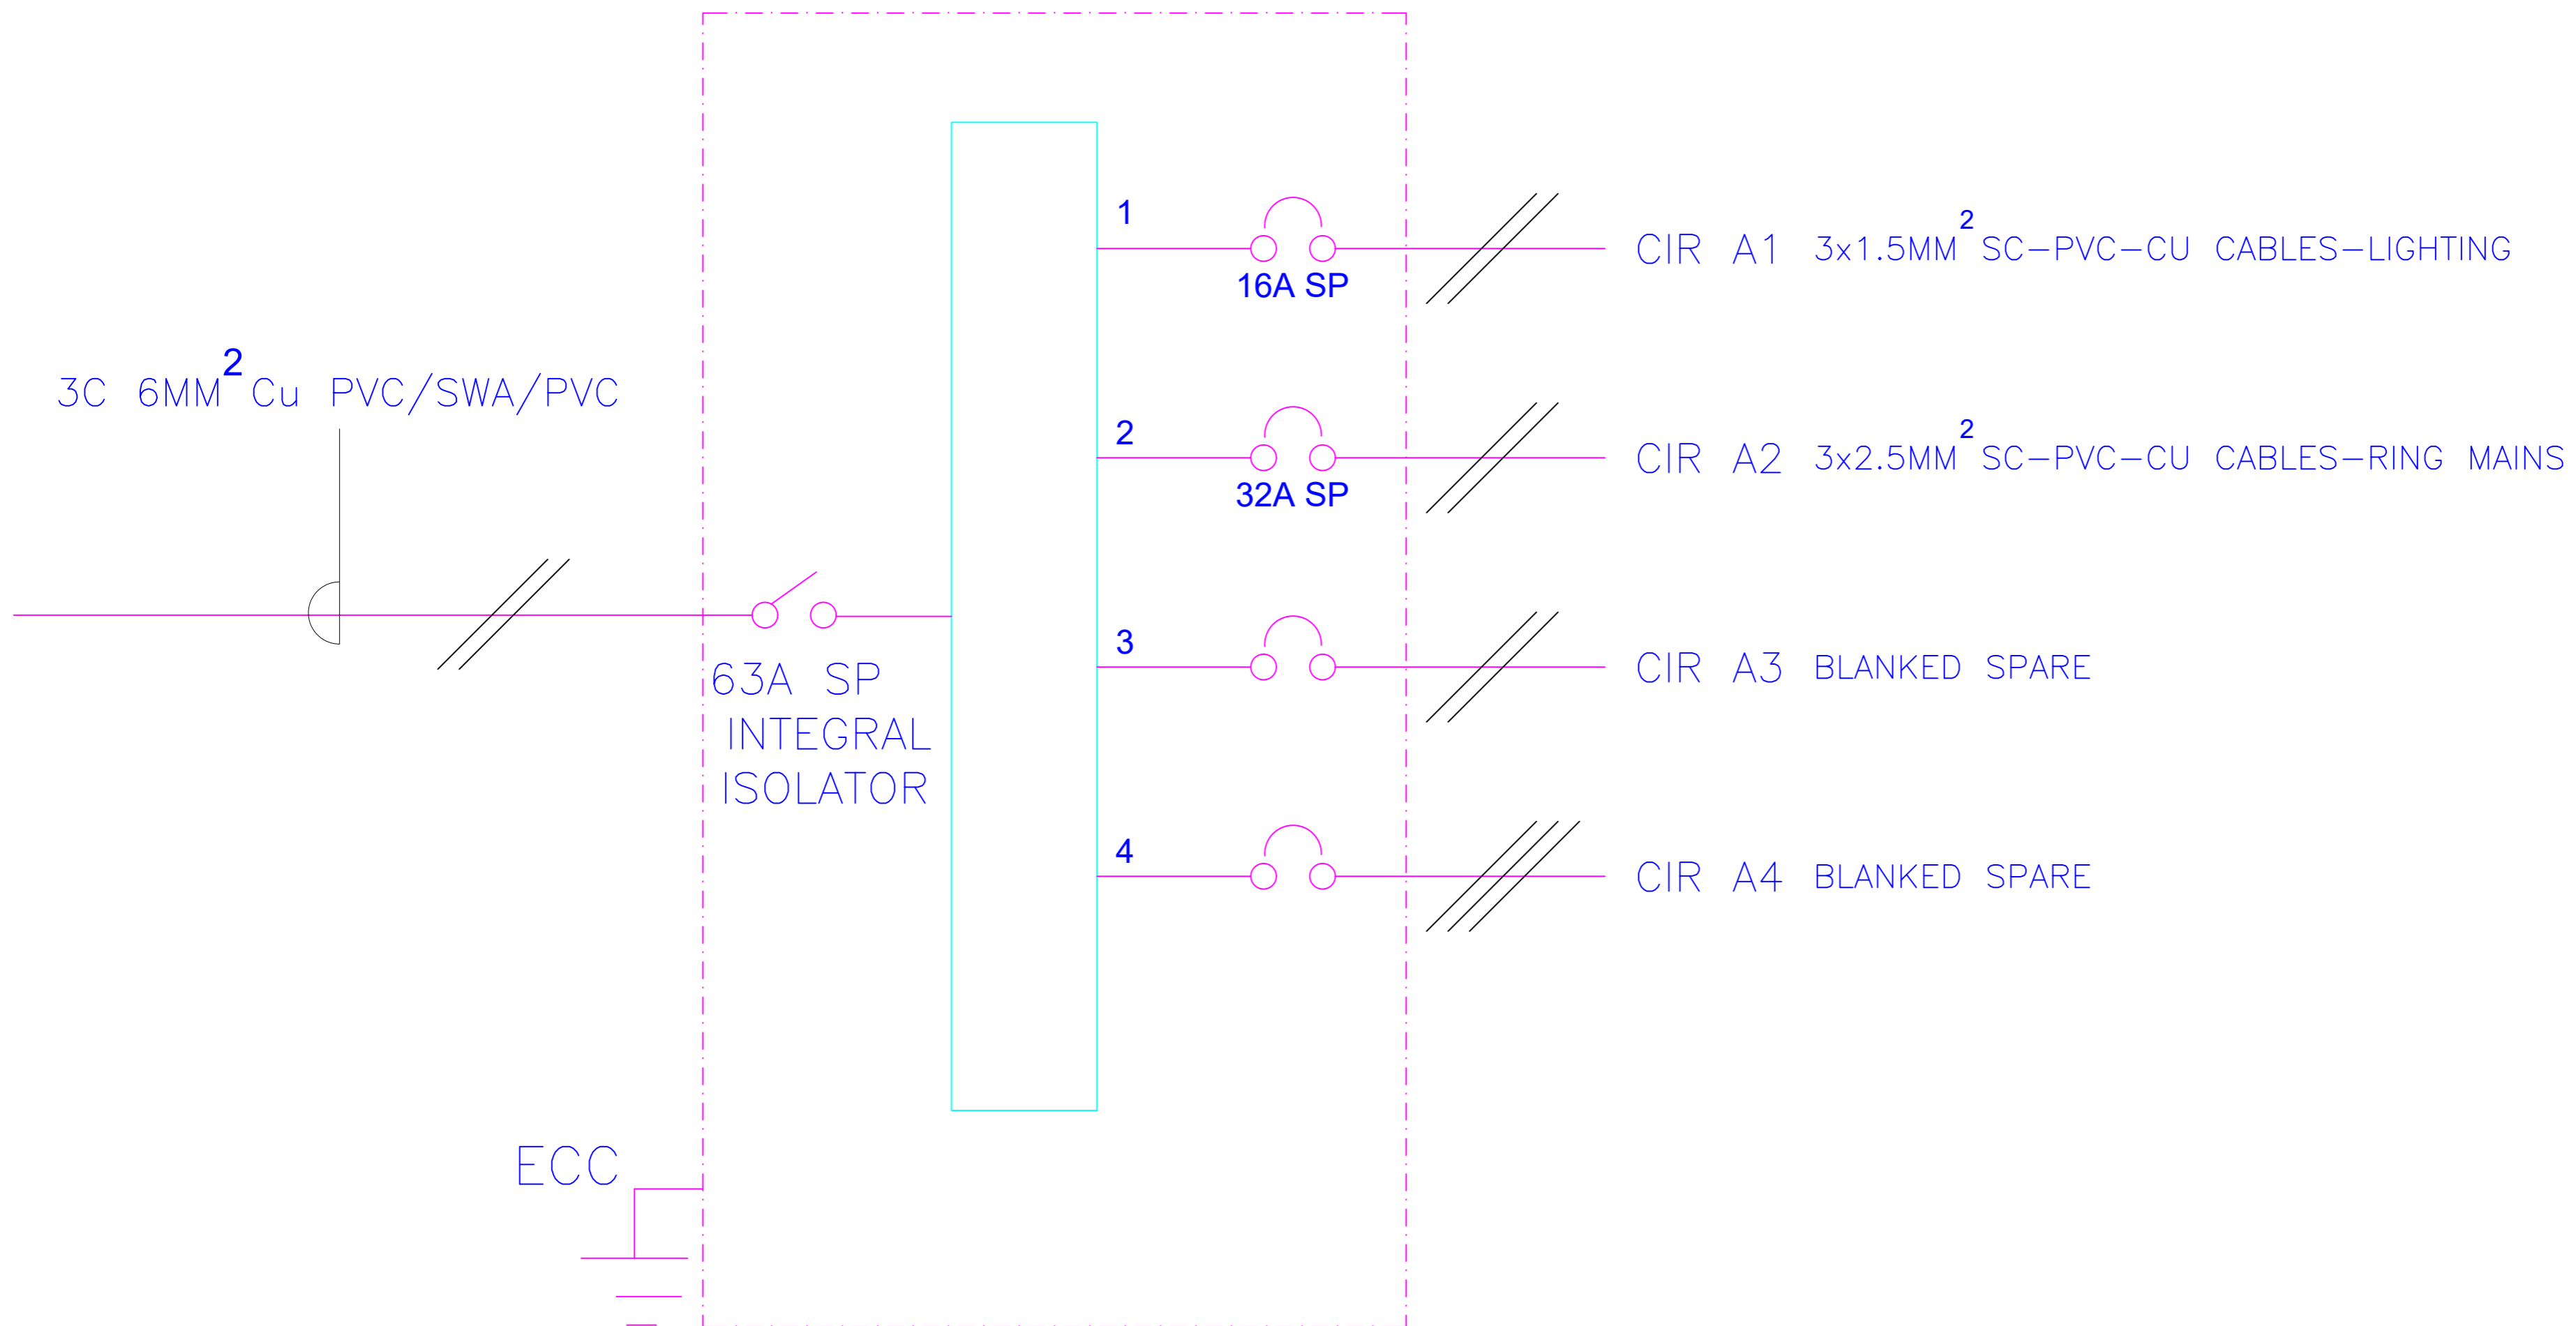 1
CIR A1 3x1.5MM² SC-PVC-CU CABLES-LIGHTING
16A SP
3C 6MM² Cu PVC/SWA/PVC
2
CIR A2 3x2.5MM² SC-PVC-CU CABLES-RING MAINS
32A SP
3
CIR A3 BLANKED SPARE
63A SP
INTEGRAL
ISOLATOR
4
CIR A4 BLANKED SPARE
ECC